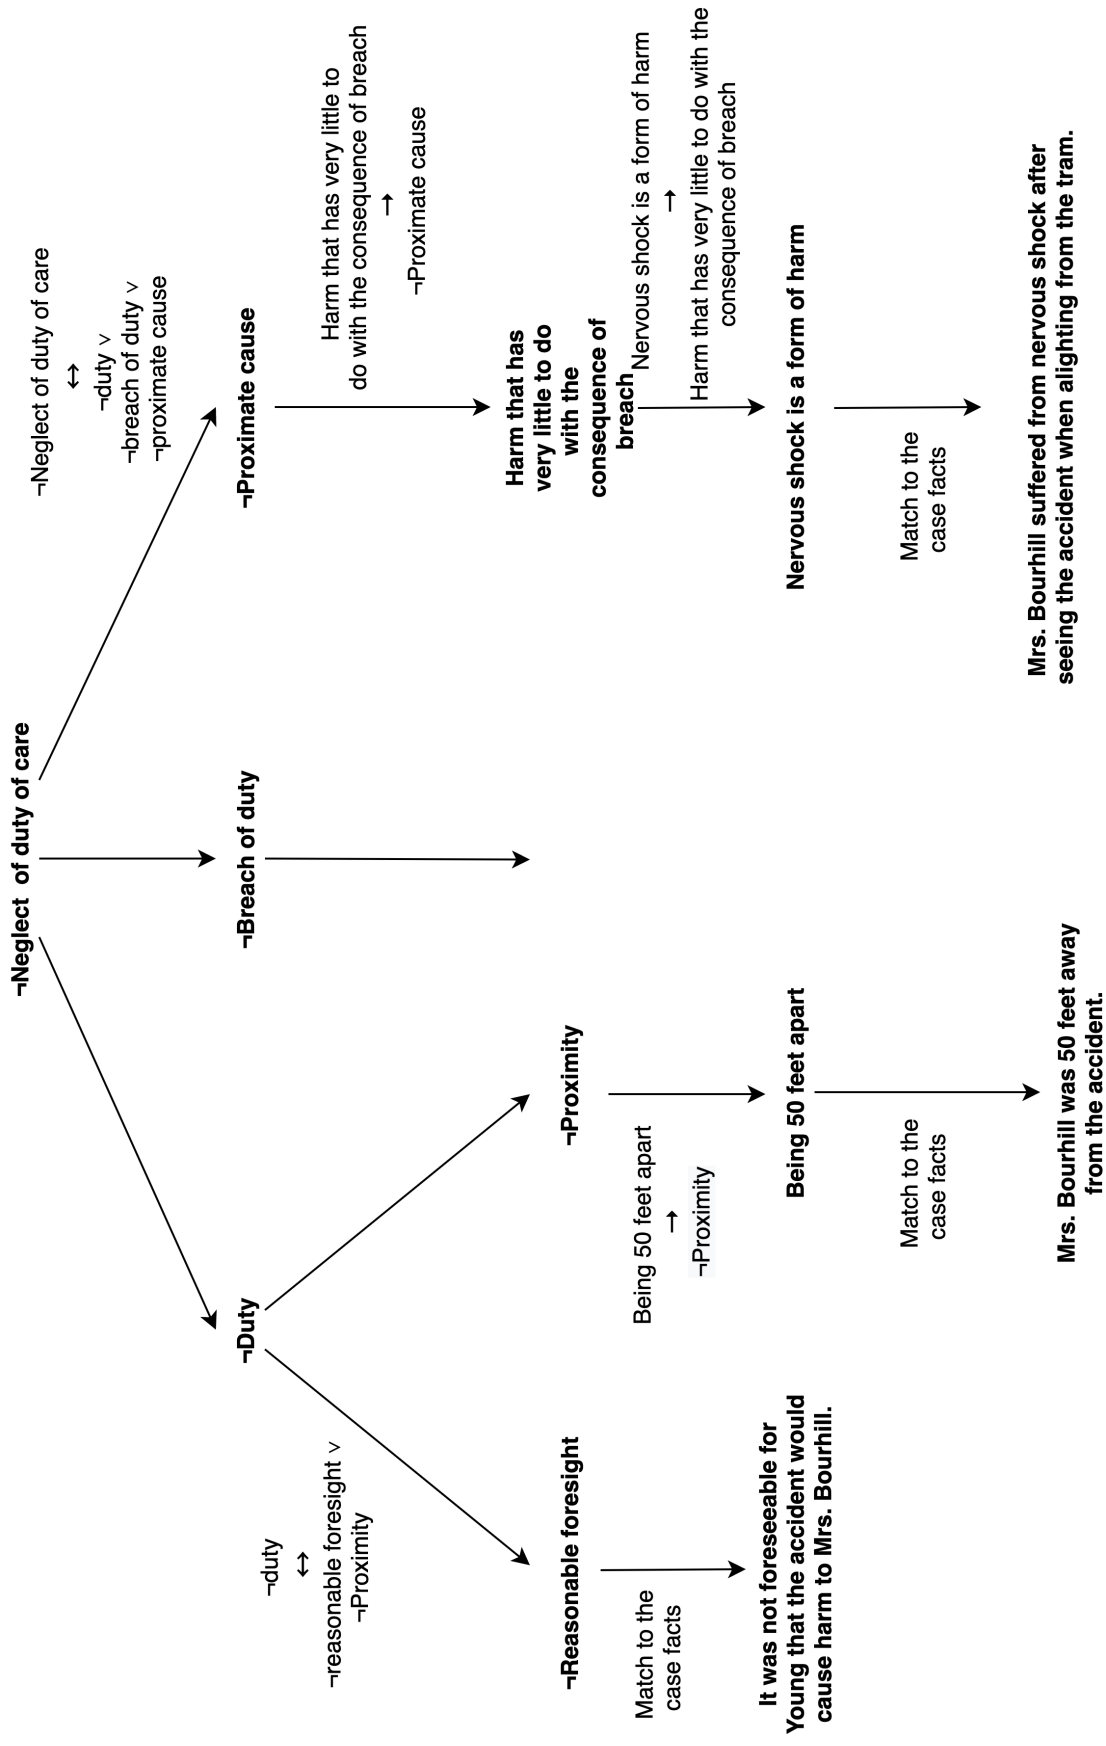 ¬Neglect  of duty of care
¬Neglect of duty of care
↔
¬duty ∨
¬breach of duty ∨
¬proximate cause
¬Duty
¬Breach of duty
¬Proximate cause
¬duty
↔
¬reasonable foresight ∨
¬Proximity
Harm that has very little to
do with the consequence of breach
→
¬Proximate cause
¬Reasonable foresight
¬Proximity
Harm that has
very little to do
with the
consequence of
breach
Match to the
case facts
Being 50 feet apart
→
¬Proximity
Nervous shock is a form of harm
→
Harm that has very little to do with the
consequence of breach
It was not foreseeable for
Young that the accident would
cause harm to Mrs. Bourhill.
Being 50 feet apart
Nervous shock is a form of harm
Match to the
case facts
Match to the
case facts
Mrs. Bourhill was 50 feet away
from the accident.
Mrs. Bourhill suffered from nervous shock after
seeing the accident when alighting from the tram.